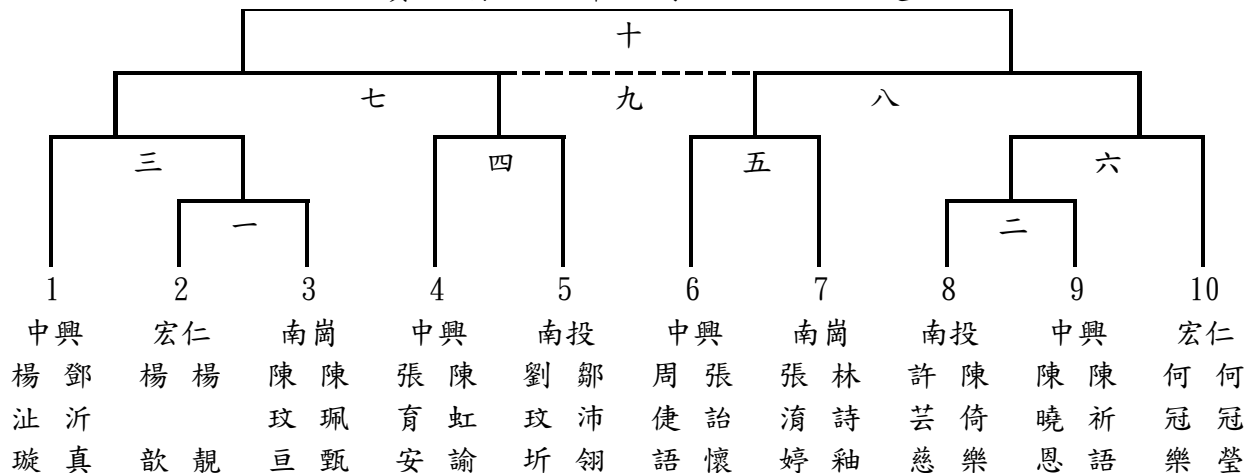 十
七 九 八
三 四 五 六
一 二
1 2 3 4 5 6 7 8 9 10
中興 宏仁 南崗 中興 南投 中興 南崗 南投 中興 宏仁
楊 鄧 楊 楊 陳 陳 張 陳 劉 鄒 周 張 張 林 許 陳 陳 陳 何 何
沚 沂 玟 珮 育 虹 玟 沛 倢 詒 淯 詩 芸 倚 曉 祈 冠 冠
璇 真 歆 靚 亘 甄 安 諭 圻 翎 語 懷 婷 釉 慈 樂 恩 語 樂 瑩